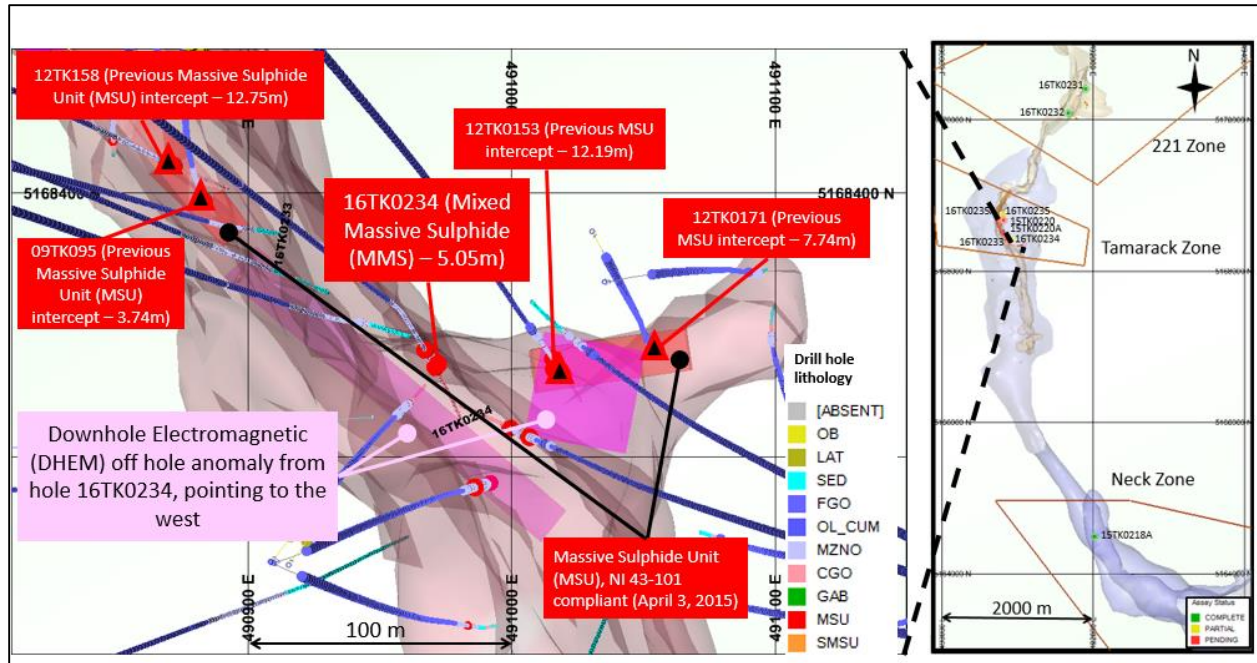 12TK158 (Previous Massive Sulphide
Unit (MSU) intercept – 12.75m)
12TK0153 (Previous MSU
intercept – 12.19m)
16TK0234 (Mixed
Massive Sulphide
(MMS) – 5.05m)
12TK0171 (Previous
MSU intercept – 7.74m)
09TK095 (Previous
Massive Sulphide
Unit (MSU)
intercept – 3.74m)
Downhole Electromagnetic
(DHEM) off hole anomaly from
hole 16TK0234, pointing to the
west
Massive Sulphide Unit
(MSU), NI 43-101
compliant (April 3, 2015)
491000 E
491100 E
5168400 N
5168400 N
16TK0233
16TK0234
490900 E
491000 E
491100 E
100 m
Drill hole
lithology
[ABSENT]
OB
LAT
SED
FGO
OL_CUM
MZNO
CGO
GAB
MSU
SMSU
N
16TK0231
16TK0232
5170000 N
221 Zone
16TK0235
16TK0235
15TK0220
15TK0220A
16TK0234
16TK0233
Tamarack Zone
Neck Zone
15TK0218A
2000 m
Assay Status
COMPLETE
PARTIAL
PENDING